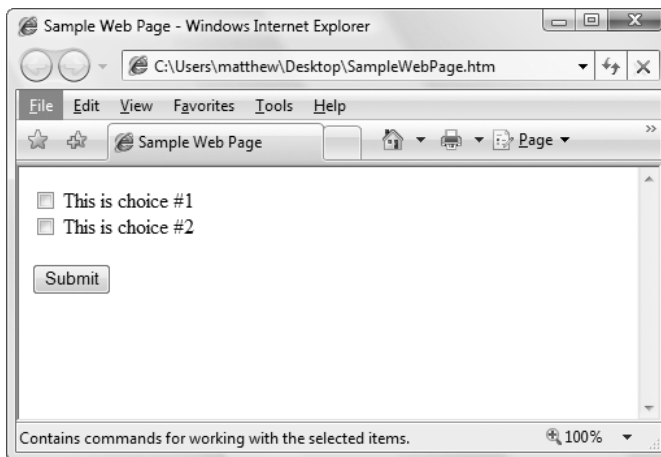 Sample Web Page - Windows Internet Explorer
C:\Users\matthew\Desktop\SampleWebPage.htm
File Edit View Favorites Tools Help
Sample Web Page Page »
This is choice #1
This is choice #2
Submit
Contains commands for working with the selected items. 100%